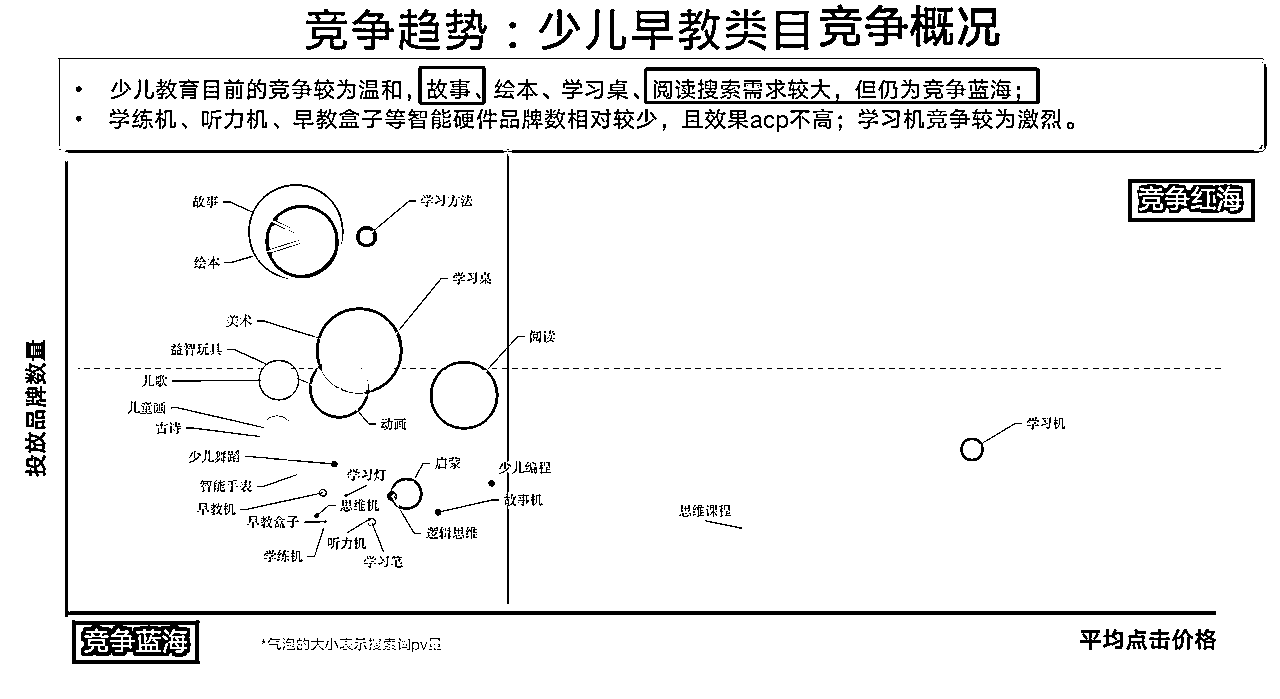 竞争趋势：少儿早教类目竞争概况
• 少儿教育目前的竞争较为温和，故事、绘本、学习桌、阅读搜索需求较大，但仍为竞争蓝海；
• 学练机、听力机、早教盒子等智能硬件品牌数相对较少，且效果acp不高；学习机竞争较为激烈。
竞争红海
故事
学习方法
绘本
学习桌
美术
阅读
益智玩具
儿歌
儿童画
动画
古诗
学习机
少儿舞蹈
启蒙
少儿编程
学习灯
智能手表
故事机
早教机
思维机
思维课程
早教盒子
逻辑思维
听力机
学练机
学习笔
投放品牌数量
竞争蓝海
*气泡的大小表示搜索词pv量
平均点击价格